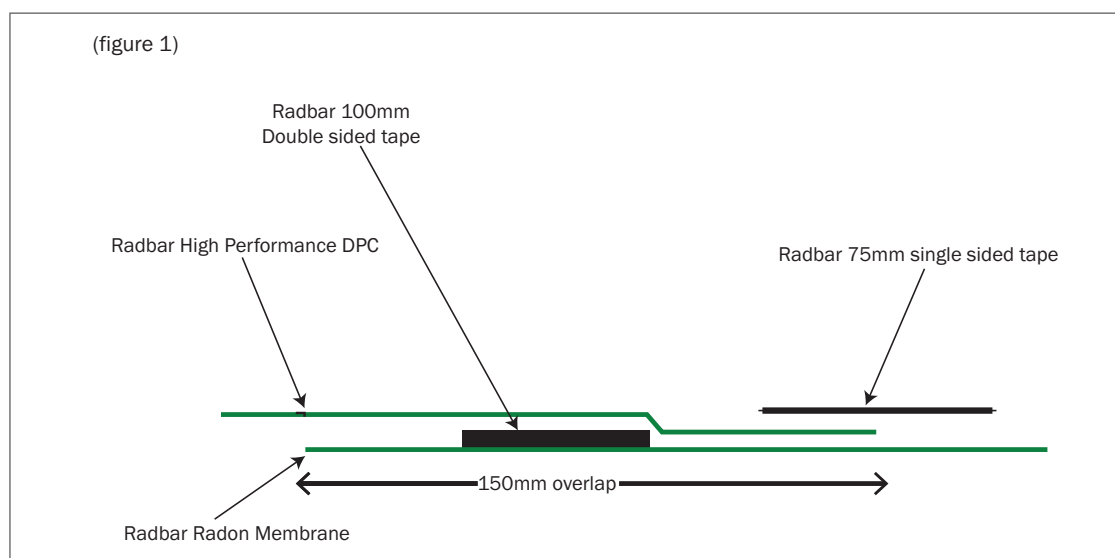 (figure 1)
Radbar 100mm
Double sided tape
Radbar High Performance DPC
Radbar 75mm single sided tape
150mm overlap
Radbar Radon Membrane